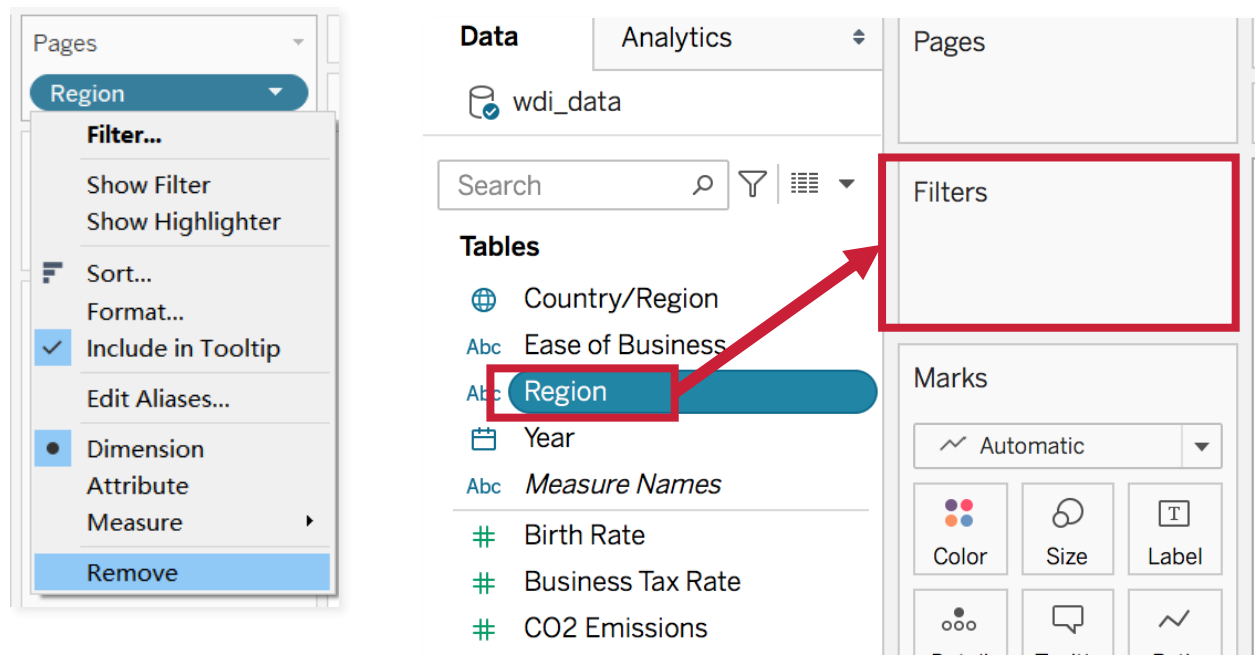 Pages
Region
Filter...
Show Filter
Show Highlighter
Sort...
Format...
Include in Tooltip
Edit Aliases...
Dimension
Attribute
Measure
Remove
Data
Analytics
wdi_data
Search
Tables
Country/Region
Abc Ease of Business
Abc Region
Year
Abc Measure Names
Birth Rate
Business Tax Rate
CO2 Emissions
Pages
Filters
Marks
Automatic
Color Size T Label